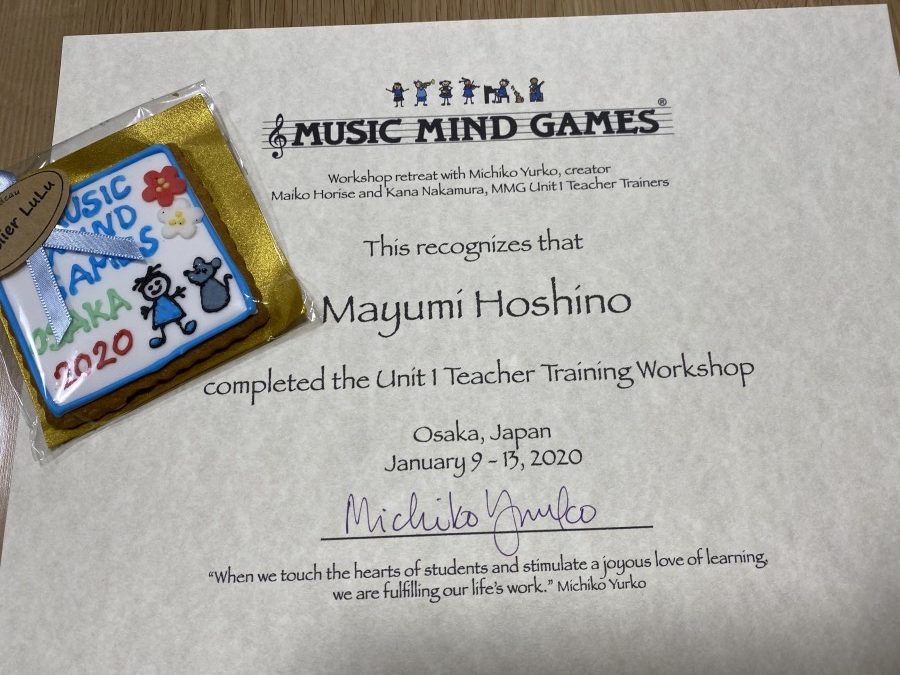 MUSIC MIND GAMES®
Workshop retreat with Michiko Yurko, creator
Maiko Horise and Kana Nakamura, MMG Unit 1 Teacher Trainers
This recognizes that
Mayumi Hoshino
completed the Unit 1 Teacher Training Workshop
Osaka, Japan
January 9 - 13, 2020
Michiko Yurko
“When we touch the hearts of students and stimulate a joyous love of learning,
we are fulfilling our life's work.” Michiko Yurko
MUSIC
MIND
GAMES
OSAKA
2020
LuLu